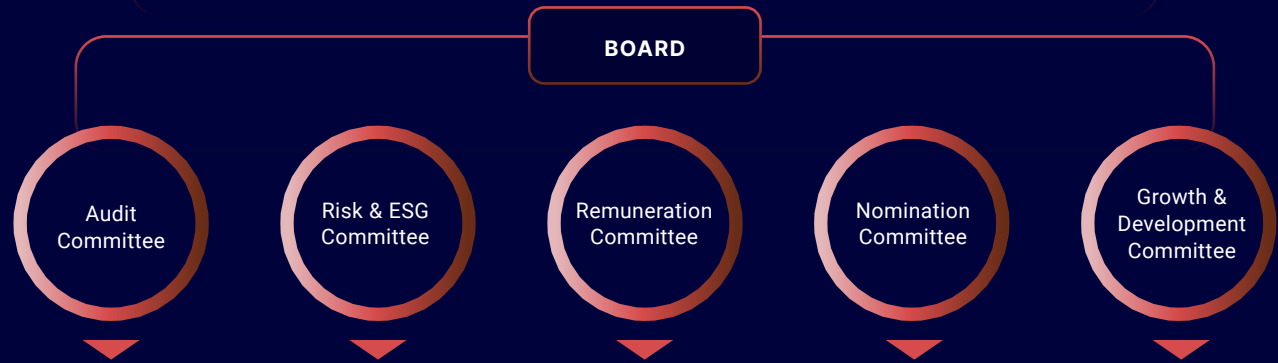 BOARD
Audit
Committee
Risk & ESG
Committee
Remuneration
Committee
Nomination
Committee
Growth &
Development
Committee